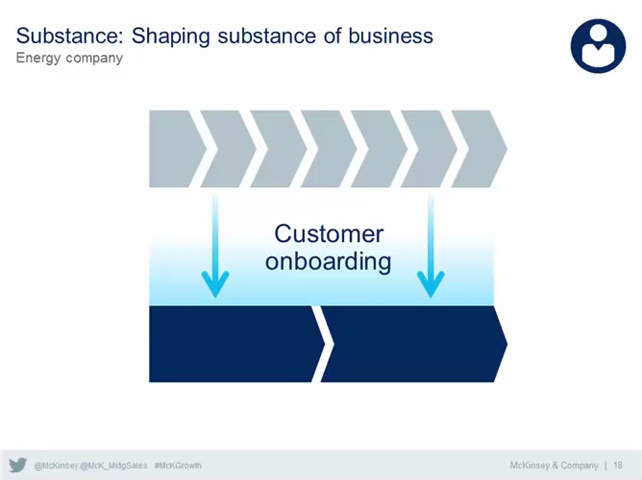 Substance: Shaping substance of business
Energy company
Customer
onboarding
@McKinsey @McK_MktgSales #McKGrowth
McKinsey & Company | 18